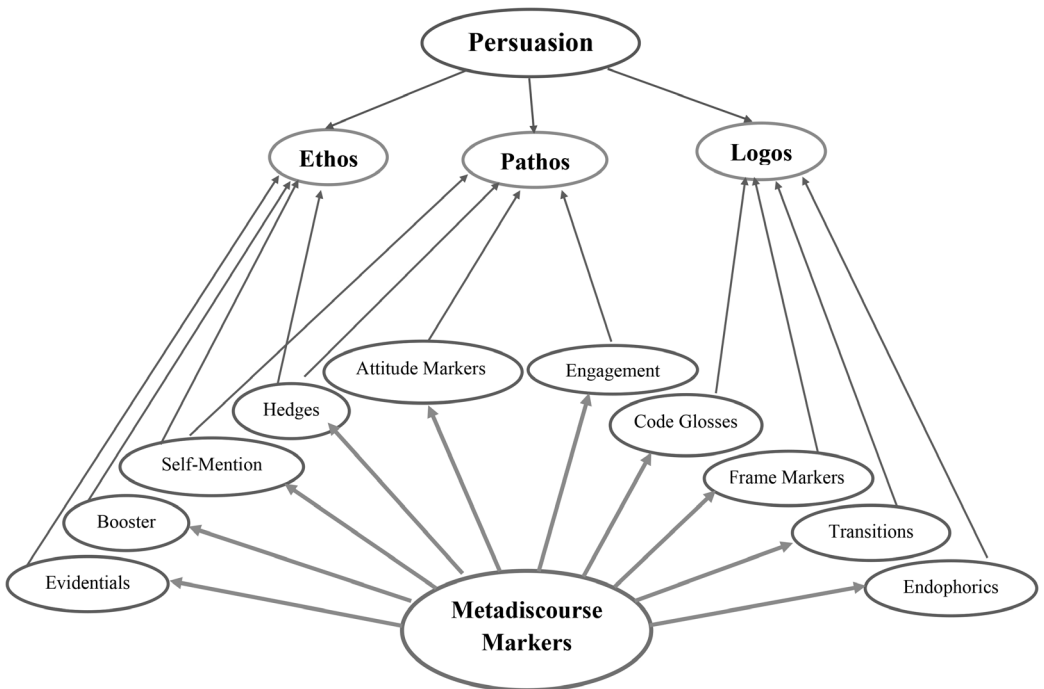 Persuasion
Ethos
Pathos
Logos
Attitude Markers
Engagement
Hedges
Code Glosses
Self-Mention
Frame Markers
Booster
Transitions
Evidentials
Endophorics
Metadiscourse
Markers